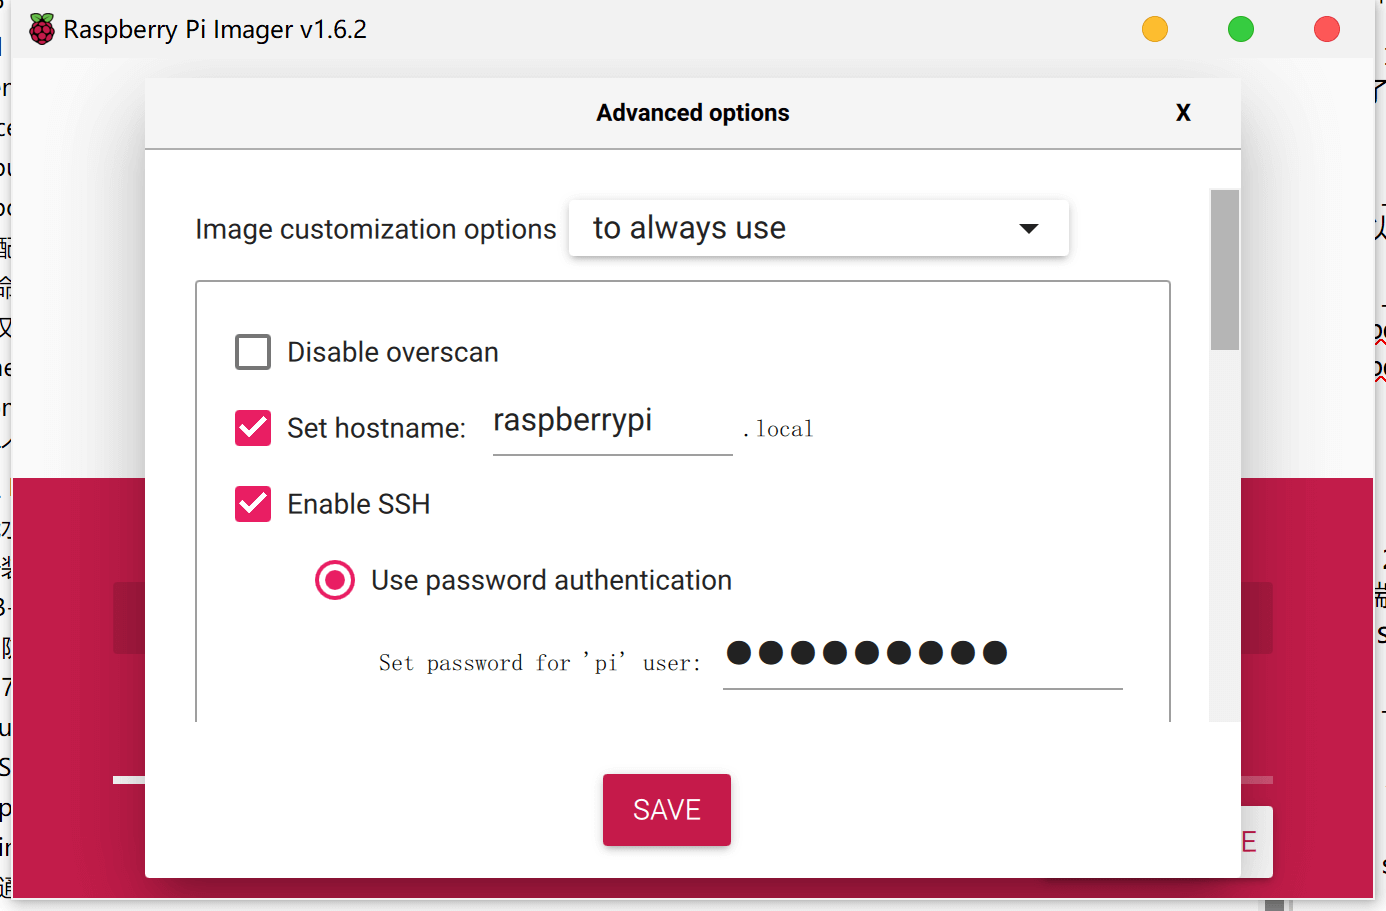 Raspberry Pi Imager v1.6.2
Advanced options
X
Image customization options to always use
Disable overscan
Set hostname: raspberrypi .local
Enable SSH
Use password authentication
Set password for 'pi' user: ●●●●●●●●●
SAVE
E